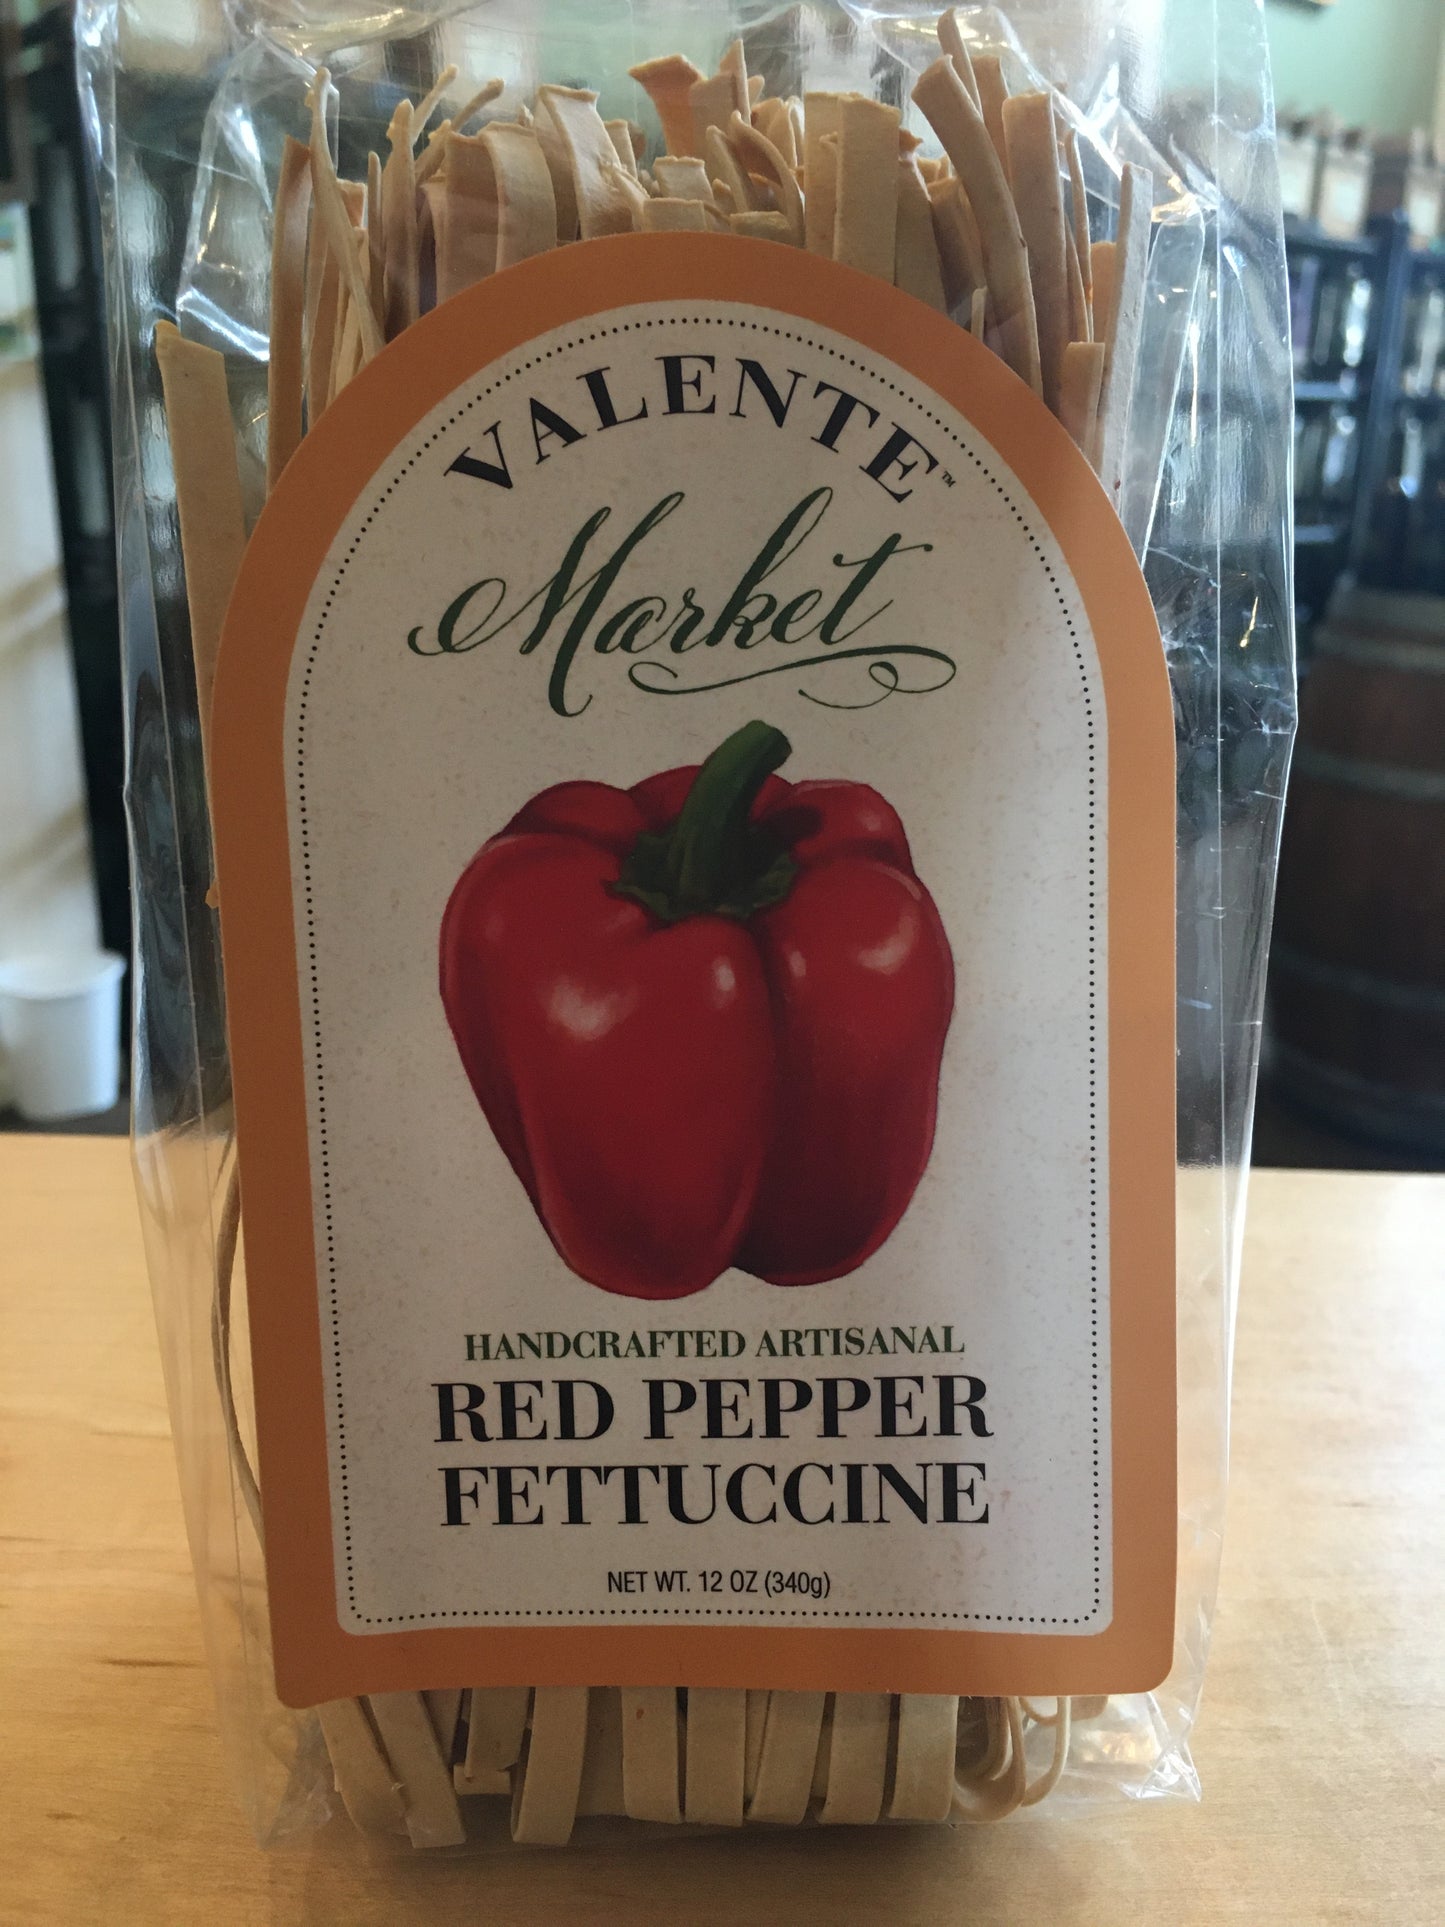 VALENTE™
Market
HANDCRAFTED ARTISANAL
RED PEPPER
FETTUCCINE
NET WT. 12 OZ (340g)